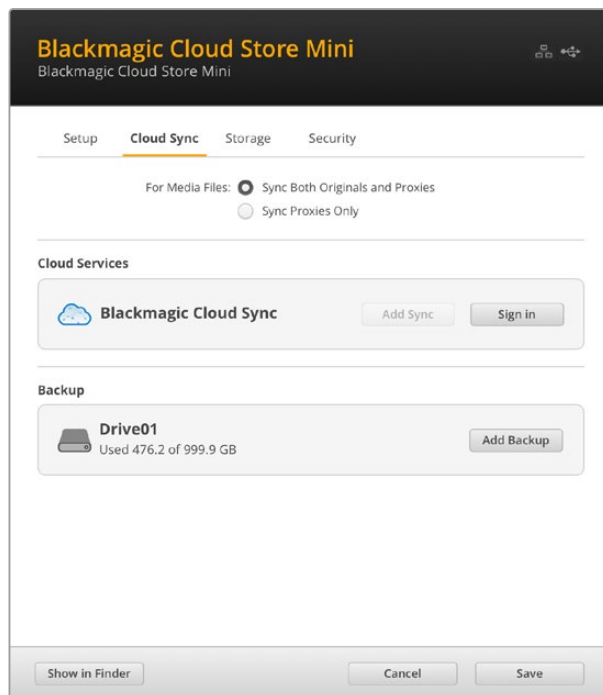 Blackmagic Cloud Store Mini
Blackmagic Cloud Store Mini
Setup Cloud Sync Storage Security
For Media Files: Sync Both Originals and Proxies
Sync Proxies Only
Cloud Services
Blackmagic Cloud Sync Add Sync Sign in
Backup
Drive01
Used 476.2 of 999.9 GB
Add Backup
Show in Finder Cancel Save